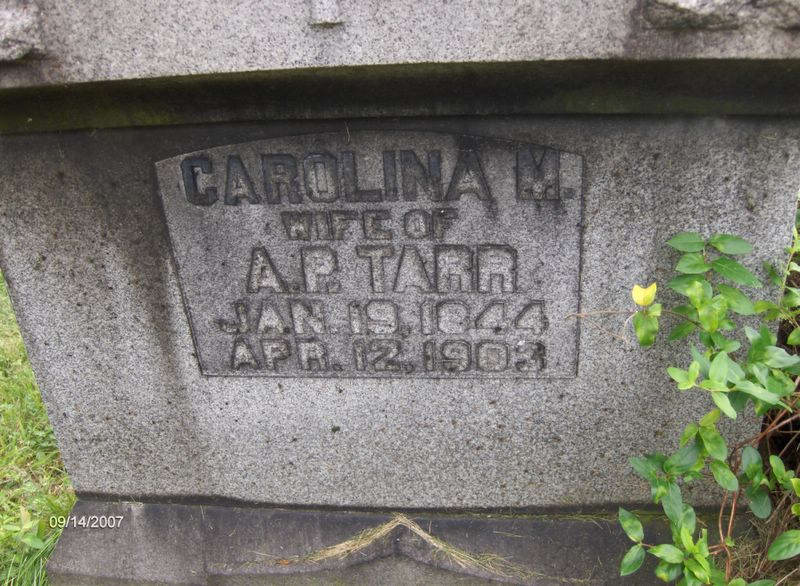 CAROLINA M.
WIFE OF
A.P. TARR
JAN. 19, 1844
APR. 12, 1903
09/14/2007